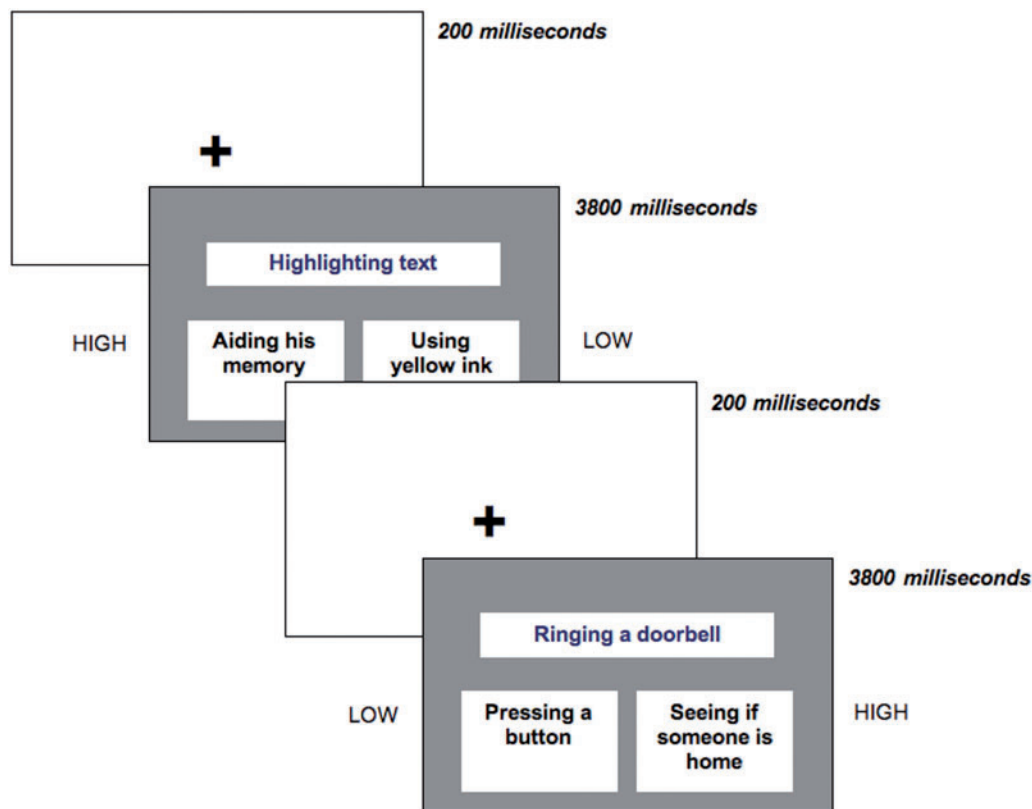 200 milliseconds
3800 milliseconds
Highlighting text
HIGH
Aiding his
memory
Using
yellow ink
LOW
200 milliseconds
3800 milliseconds
Ringing a doorbell
LOW
Pressing a
button
Seeing if
someone is
home
HIGH